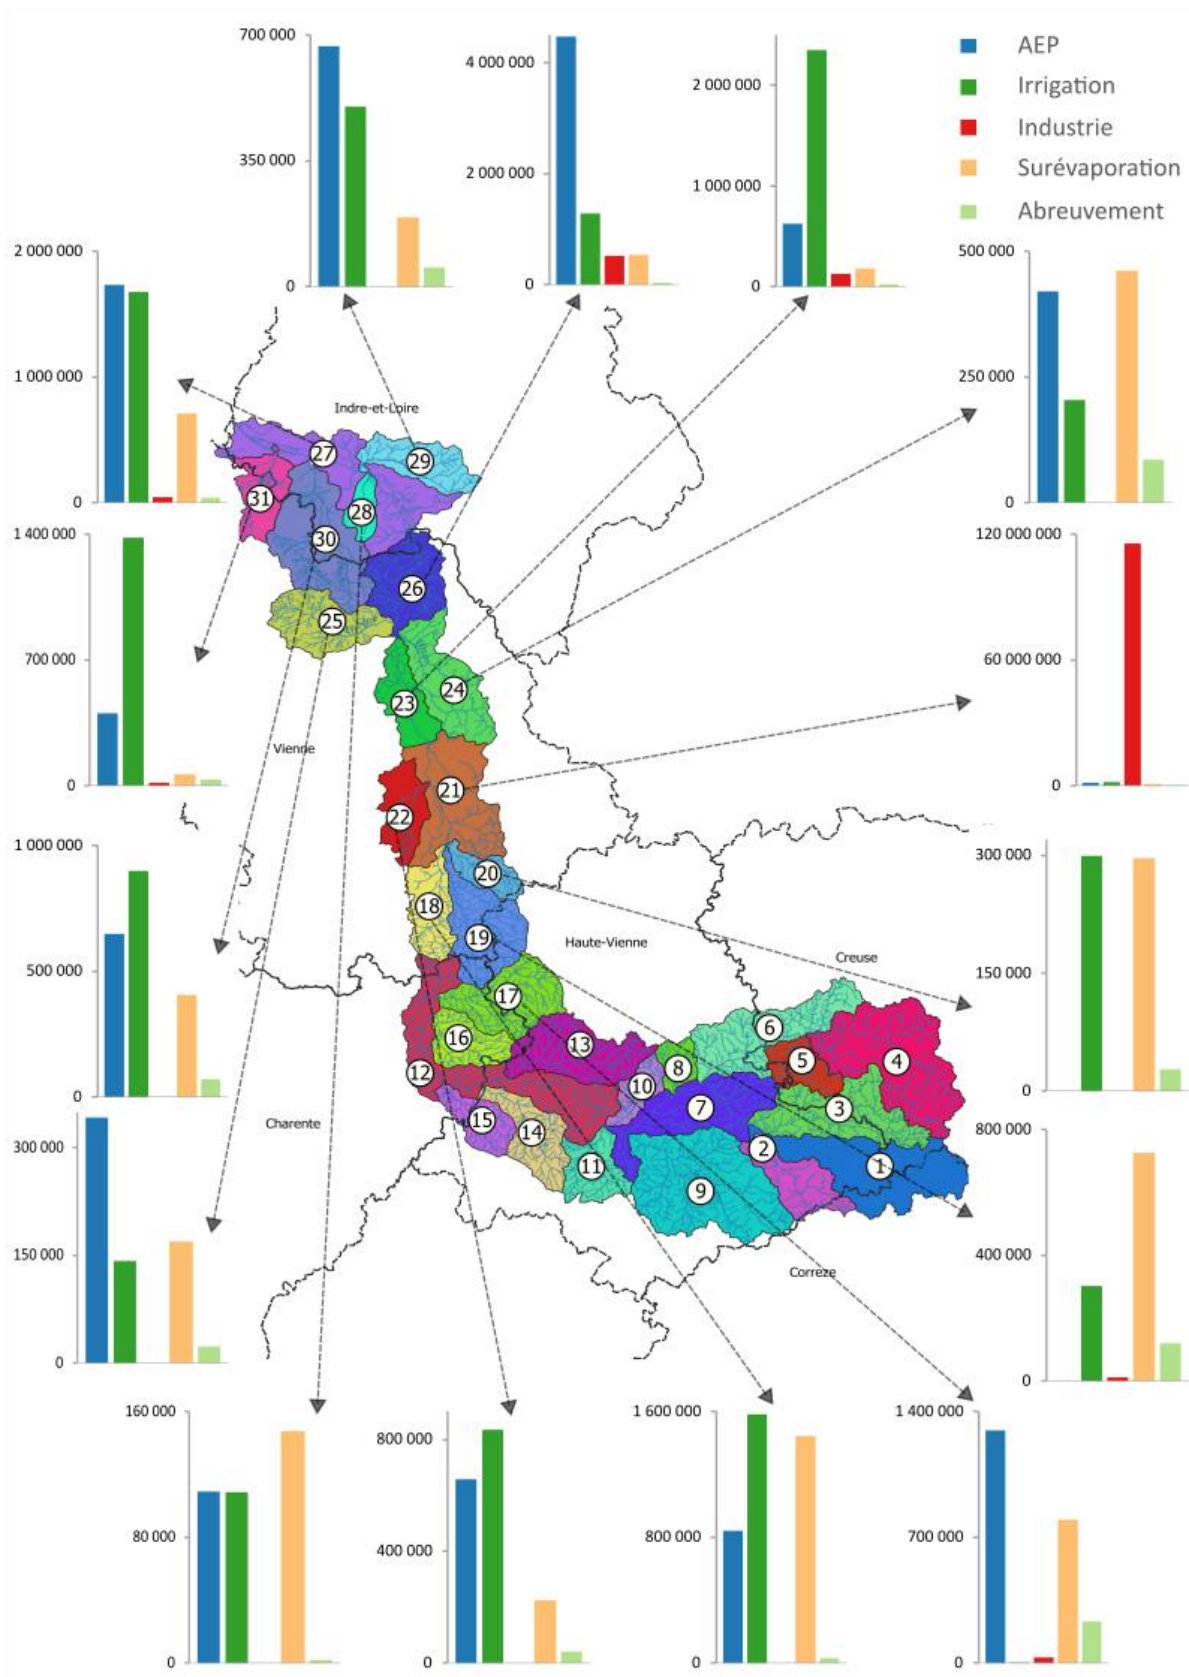 AEP
Irrigation
Industrie
Surévaporation
Abreuvement
700 000
350 000
0
4 000 000
2 000 000
0
2 000 000
1 000 000
0
2 000 000
1 000 000
0
500 000
250 000
0
Indre-et-Loire
27
29
31
28
30
26
25
24
23
1 400 000
700 000
0
120 000 000
60 000 000
0
Vienne
21
22
20
18
19
17
16
13
12
15
14
11
10
8
7
6
5
4
3
2
1
9
Haute-Vienne
Creuse
Charente
Correze
1 000 000
500 000
0
300 000
150 000
0
300 000
150 000
0
800 000
400 000
0
160 000
80 000
0
800 000
400 000
0
1 600 000
800 000
0
1 400 000
700 000
0